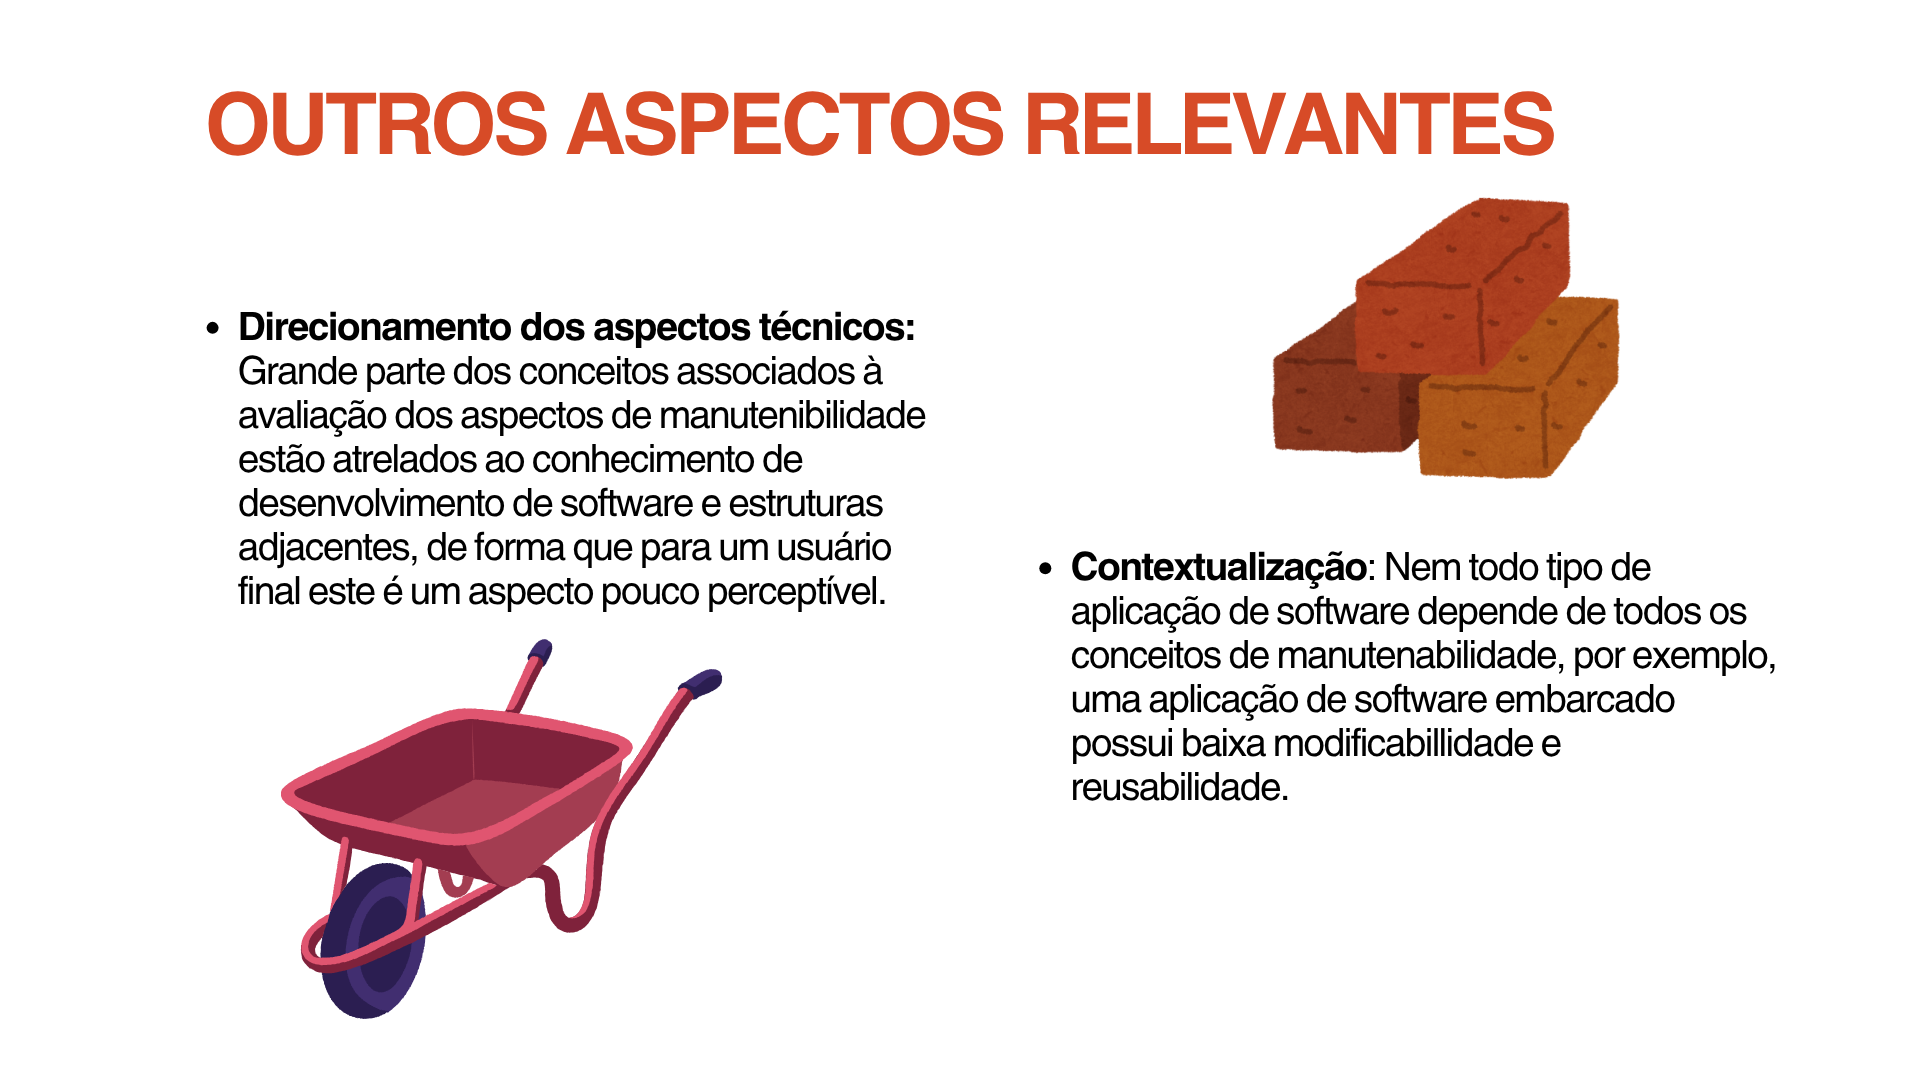 OUTROS ASPECTOS RELEVANTES
• Direcionamento dos aspectos técnicos:
Grande parte dos conceitos associados à
avaliação dos aspectos de manutenibilidade
estão atrelados ao conhecimento de
desenvolvimento de software e estruturas
adjacentes, de forma que para um usuário
final este é um aspecto pouco perceptível.
• Contextualização: Nem todo tipo de
aplicação de software depende de todos os
conceitos de manutenabilidade, por exemplo,
uma aplicação de software embarcado
possui baixa modificabillidade e
reusabilidade.